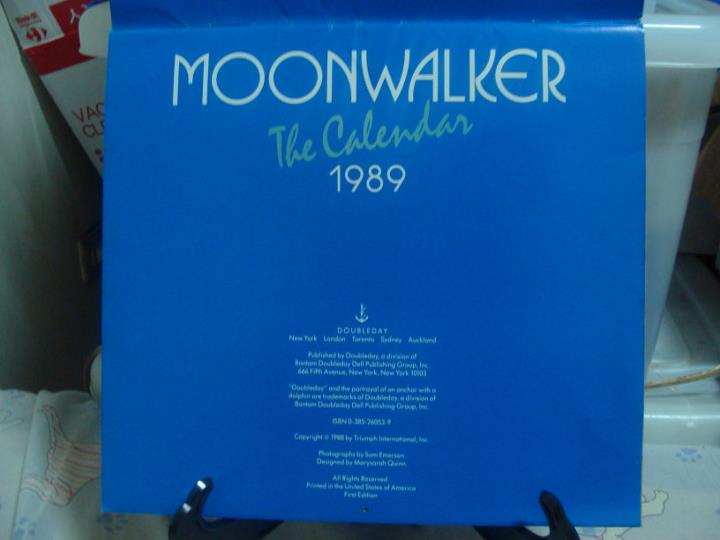 MOONWALKER
The Calendar
1989
DOUBLEDAY
New York London Toronto Sydney Auckland
Published by Doubleday, a division of
Bantam Doubleday Dell Publishing Group, Inc.
666 Fifth Avenue, New York, New York 10103
"Doubleday" and the portrayal of an anchor with a
dolphin are trademarks of Doubleday, a division of
Bantam Doubleday Dell Publishing Group, Inc.
ISBN 0-385-26053-9
Copyright © 1988 by Triumph International, Inc.
Photographs by Sam Emerson
Designed by Marysarah Quinn
All Rights Reserved
Printed in the United States of America
First Edition